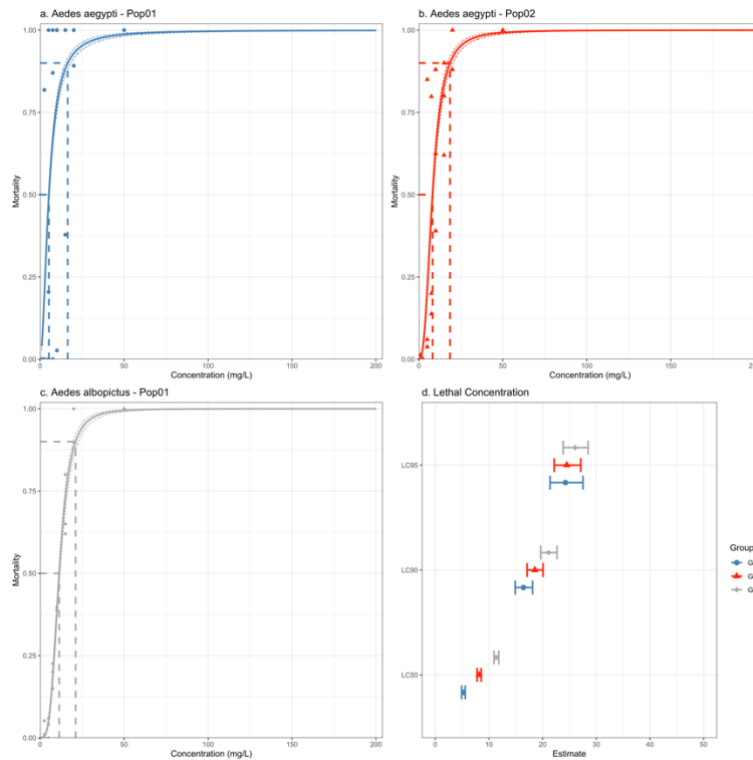 a. Aedes aegypti - Pop01
1.00
0.75
0.50
0.25
0.00
Mortality
0
50
100
150
200
Concentration (mg/L)
b. Aedes aegypti - Pop02
1.00
0.75
0.50
0.25
0.00
Mortality
0
50
100
150
Concentration (mg/L)
c. Aedes albopictus - Pop01
1.00
0.75
0.50
0.25
0.00
Mortality
0
50
100
150
200
Concentration (mg/L)
d. Lethal Concentration
LC95
LC90
LC50
0
10
20
30
40
50
Estimate
Group
G
G
G